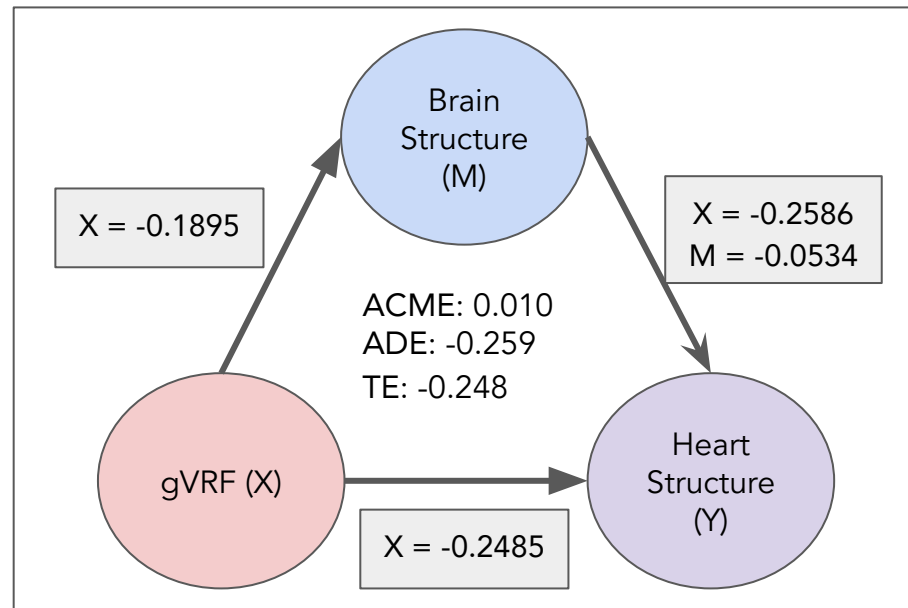 Brain
Structure
(M)
X = -0.1895
X = -0.2586
M = -0.0534
ACME: 0.010
ADE: -0.259
TE: -0.248
gVRF (X)
Heart
Structure
(Y)
X = -0.2485